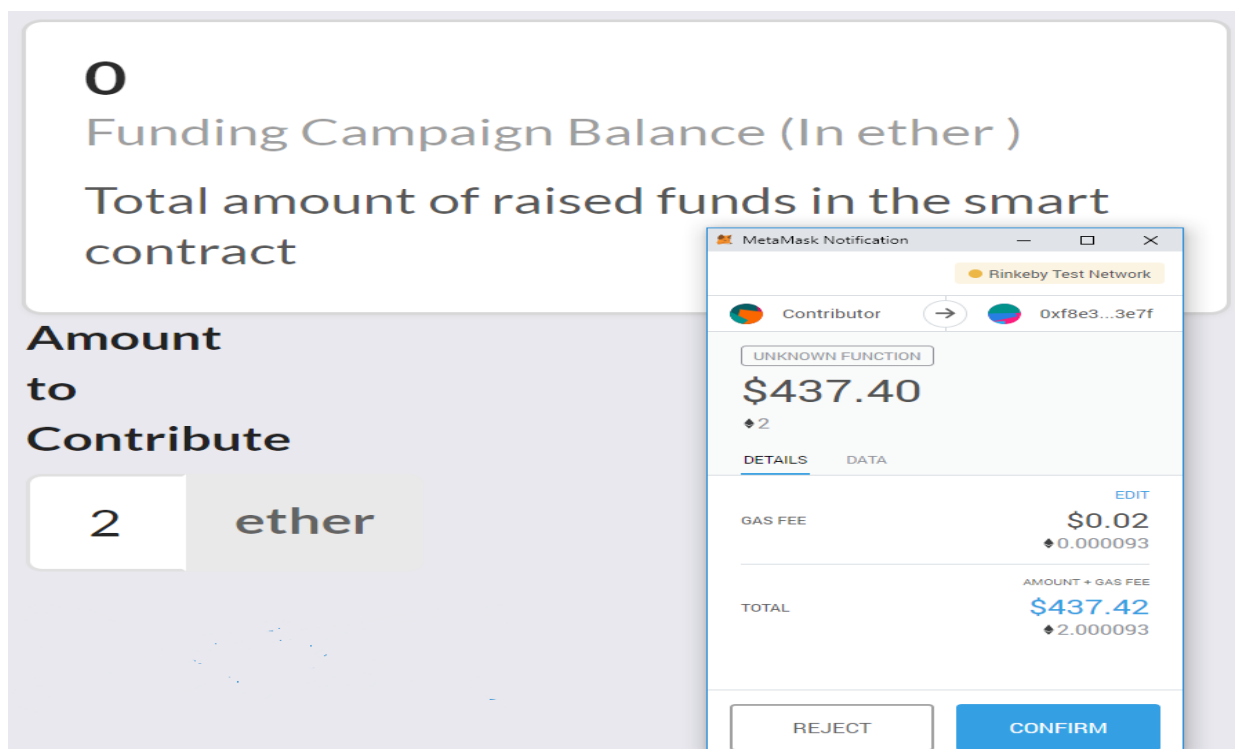 0
Funding Campaign Balance (In ether )
Total amount of raised funds in the smart
contract
Amount
to
Contribute
2 ether
MetaMask Notification
Rinkeby Test Network
Contributor 0xf8e3...3e7f
UNKNOWN FUNCTION
$437.40
2
DETAILS DATA
EDIT
GAS FEE $0.02
0.000093
AMOUNT + GAS FEE
TOTAL $437.42
2.000093
REJECT CONFIRM